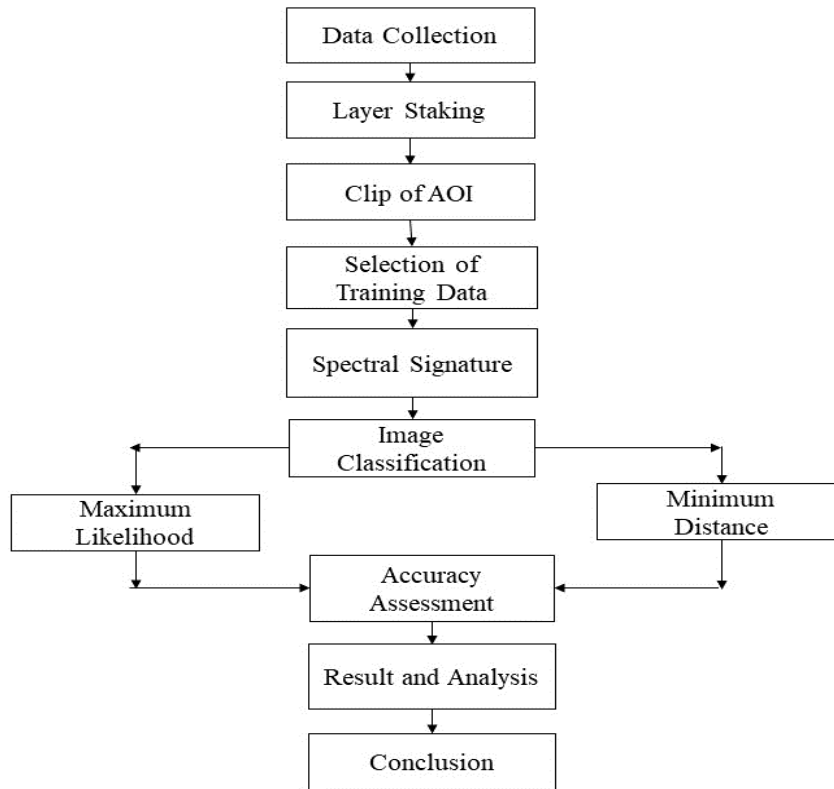 Data Collection
Layer Staking
Clip of AOI
Selection of
Training Data
Spectral Signature
Image
Classification
Maximum
Likelihood
Minimum
Distance
Accuracy
Assessment
Result and Analysis
Conclusion